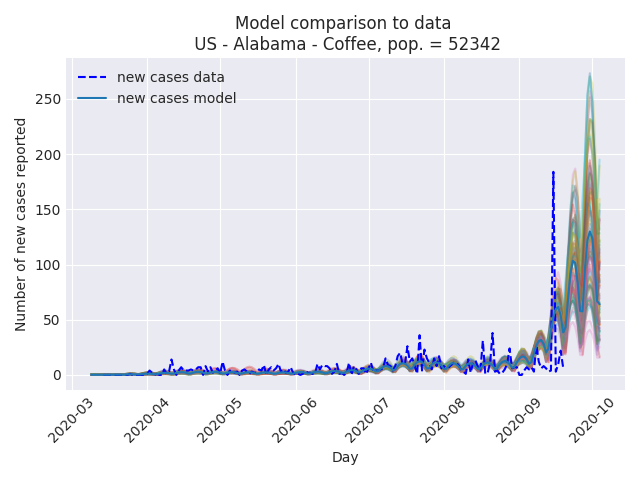 Model comparison to data
US - Alabama - Coffee, pop. = 52342
new cases data
new cases model
Number of new cases reported
250
200
150
100
50
0
2020-03
2020-04
2020-05
2020-06
2020-07
2020-08
2020-09
2020-10
Day